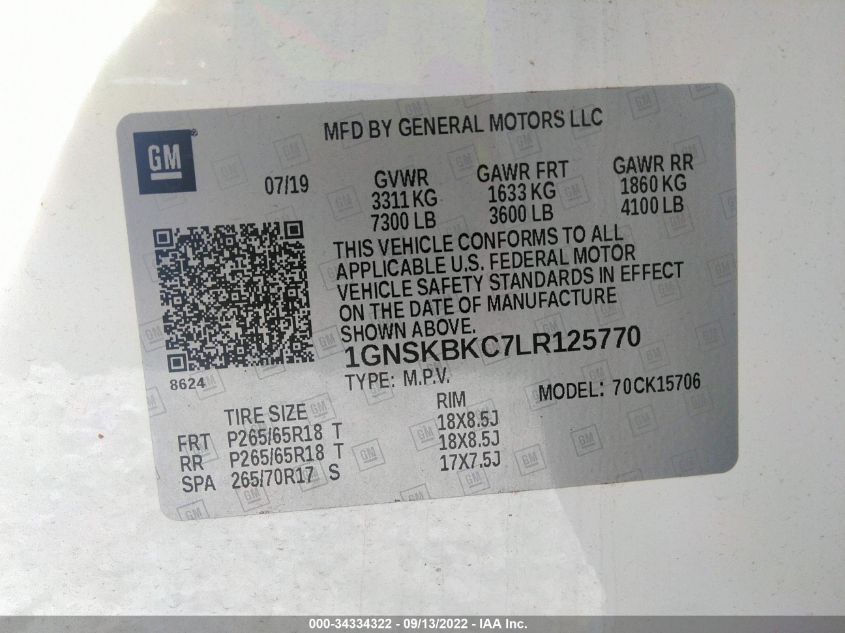 MFD BY GENERAL MOTORS LLC
GM®
07/19
GVWR GAWR FRT GAWR RR
3311 KG 1633 KG 1860 KG
7300 LB 3600 LB 4100 LB
THIS VEHICLE CONFORMS TO ALL
APPLICABLE U.S. FEDERAL MOTOR
VEHICLE SAFETY STANDARDS IN EFFECT
ON THE DATE OF MANUFACTURE
SHOWN ABOVE.
1GNSKBKC7LR125770
8624
TYPE: M.P.V. MODEL: 70CK15706
TIRE SIZE RIM
FRT P265/65R18 T 18X8.5J
RR P265/65R18 T 18X8.5J
SPA 265/70R17 S 17X7.5J
000-34334322 - 09/13/2022 - IAA Inc.